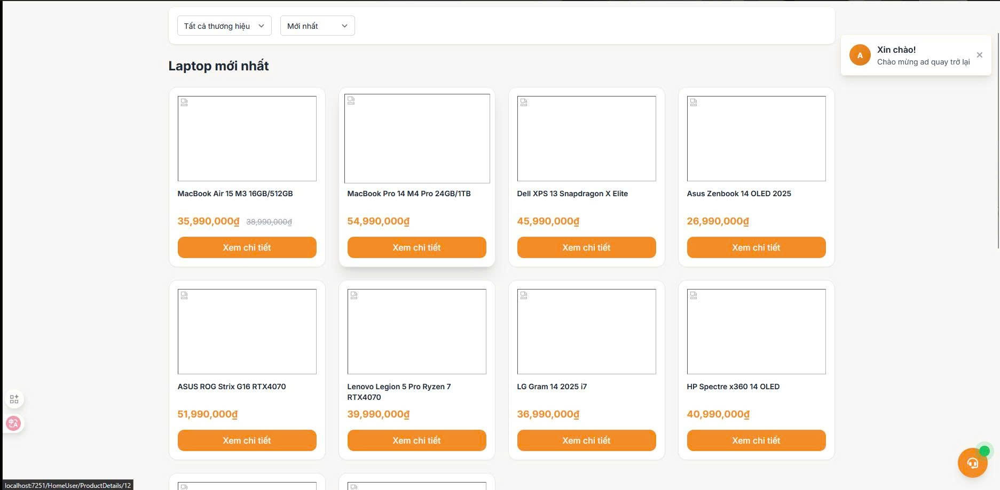 Tất cả thương hiệu
Mới nhất
A
Xin chào!
Chào mừng ad quay trở lại
Laptop mới nhất
MacBook Air 15 M3 16GB/512GB
35,990,000₫ 38,990,000₫
Xem chi tiết
MacBook Pro 14 M4 Pro 24GB/1TB
54,990,000₫
Xem chi tiết
Dell XPS 13 Snapdragon X Elite
45,990,000₫
Xem chi tiết
Asus Zenbook 14 OLED 2025
26,990,000₫
Xem chi tiết
ASUS ROG Strix G16 RTX4070
51,990,000₫
Xem chi tiết
Lenovo Legion 5 Pro Ryzen 7
RTX4070
39,990,000₫
Xem chi tiết
LG Gram 14 2025 i7
36,990,000₫
Xem chi tiết
HP Spectre x360 14 OLED
40,990,000₫
Xem chi tiết
中A
localhost:7251/HomeUser/ProductDetails/12